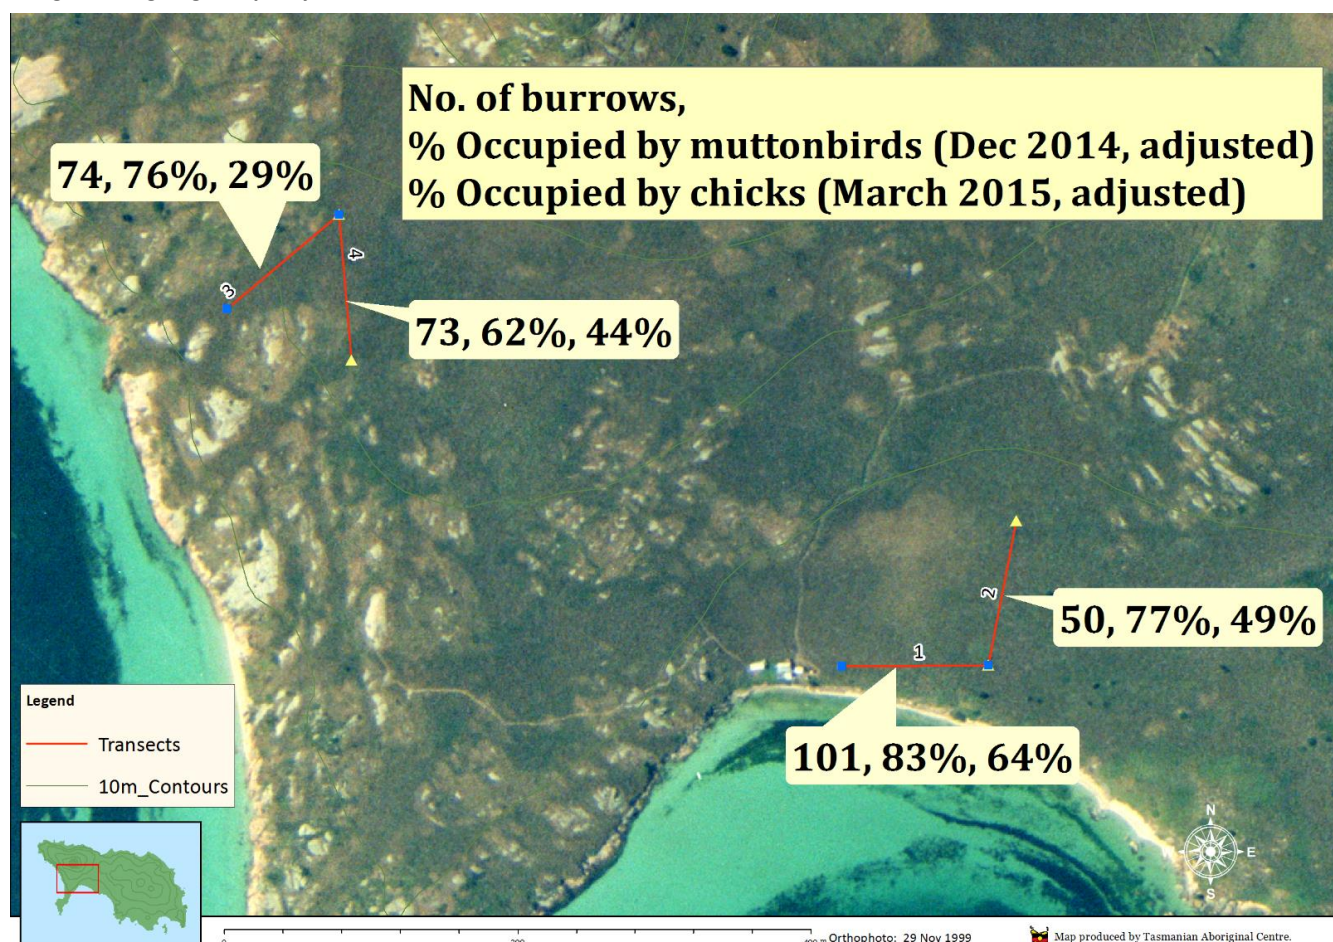 No. of burrows,
% Occupied by muttonbirds (Dec 2014, adjusted)
% Occupied by chicks (March 2015, adjusted)
74, 76%, 29%
3
4
73, 62%, 44%
2
50, 77%, 49%
1
101, 83%, 64%
Legend
Transects
10m_Contours
N
E
S
Orthophoto: 29 Nov 1999
Map produced by Tasmanian Aboriginal Centre.